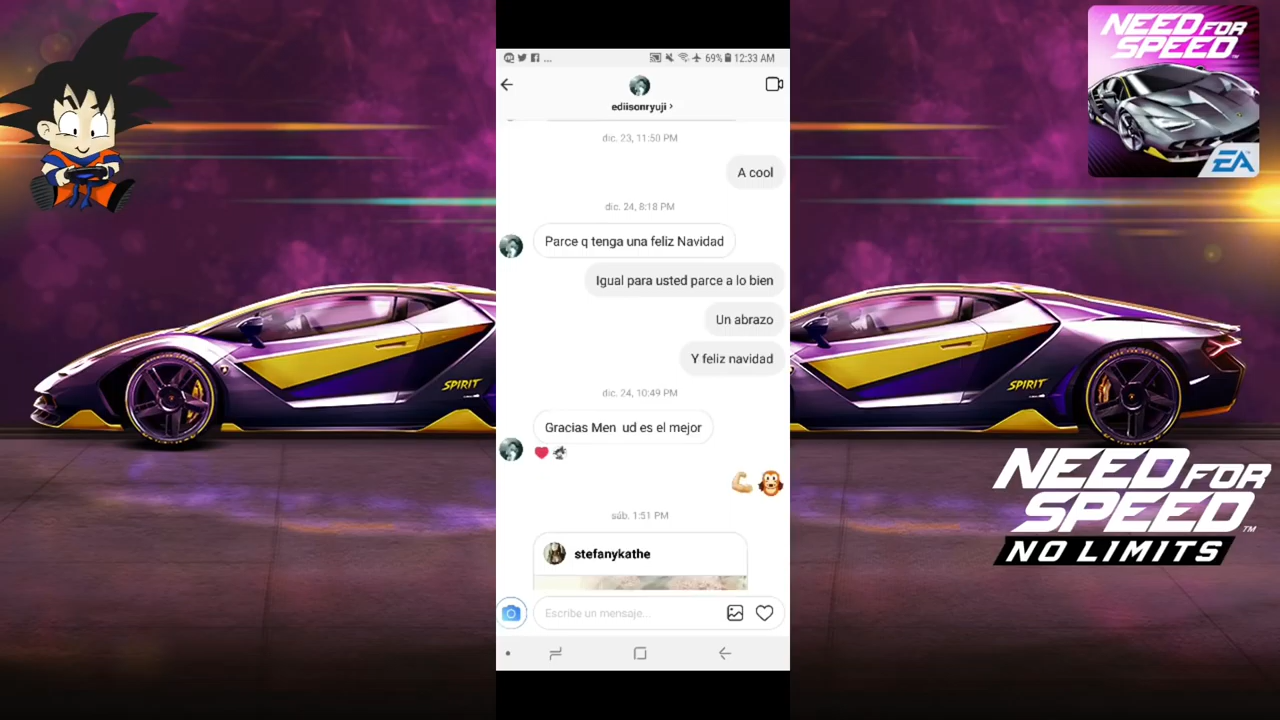 NEED FOR
SPEED
EA
69% 12:33 AM
ediisonryuji
dic. 23, 11:50 PM
A cool
dic. 24, 8:18 PM
Parce q tenga una feliz Navidad
Igual para usted parce a lo bien
Un abrazo
Y feliz navidad
dic. 24, 10:49 PM
Gracias Men ud es el mejor
sáb. 1:51 PM
stefanykathe
Escribe un mensaje...
SPIRIT
SPIRIT
NEED FOR
SPEED™
NO LIMITS